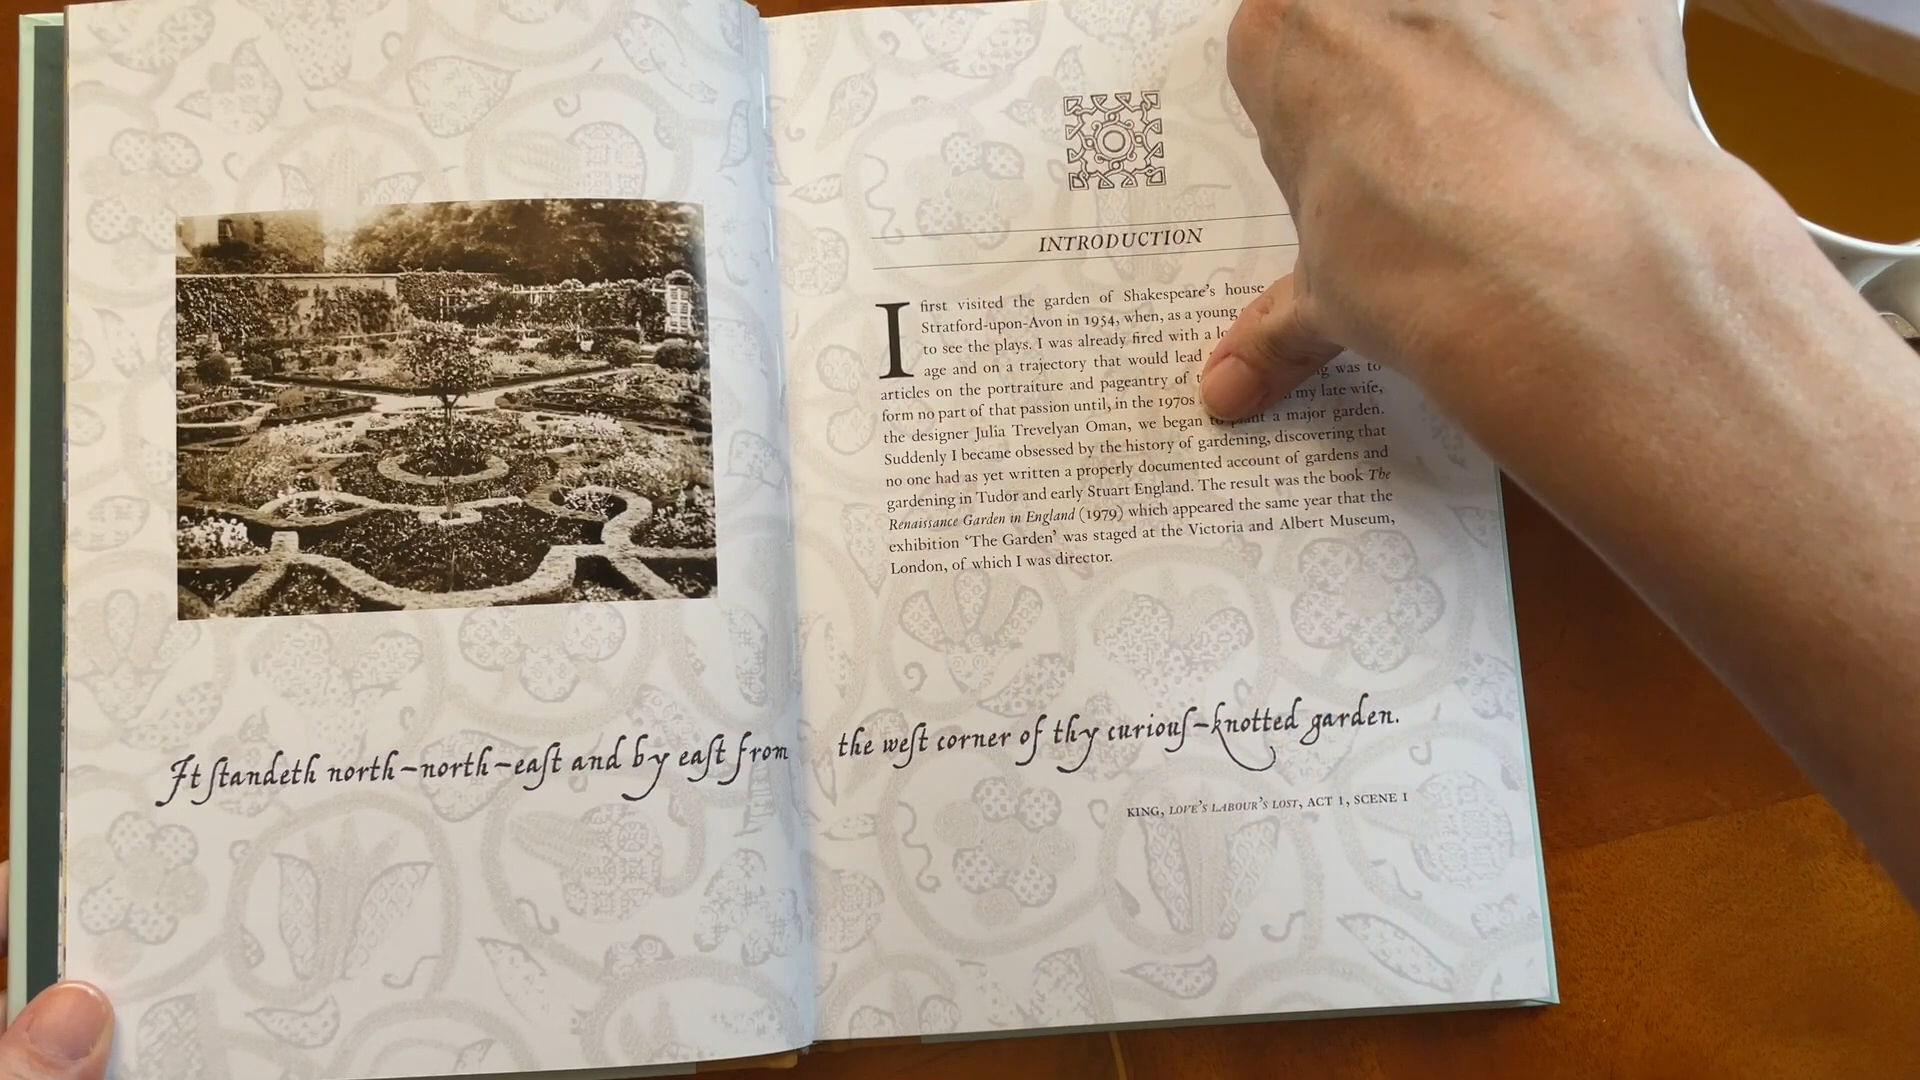 INTRODUCTION
I first visited the garden of Shakespeare's house
Stratford-upon-Avon in 1954, when, as a young
to see the plays. I was already fired with a
age and on a trajectory that would lead
articles on the portraiture and pageantry of was to
form no part of that passion until, in the 1970s my late wife,
the designer Julia Trevelyan Oman, we began to plant a major garden.
Suddenly I became obsessed by the history of gardening, discovering that
no one had as yet written a properly documented account of gardens and
gardening in Tudor and early Stuart England. The result was the book The
Renaissance Garden in England (1979) which appeared the same year that the
exhibition ‘The Garden’ was staged at the Victoria and Albert Museum,
London, of which I was director.
It ſtandeth north-north-eaſt and by eaſt from the weſt corner of thy curiouſ-knotted garden.
KING, LOVE'S LABOUR'S LOST, ACT 1, SCENE 1